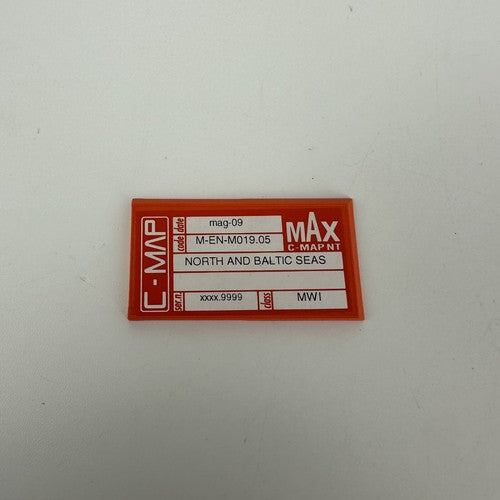 C-MAP
date mag-09
code M-EN-M019.05
MAX
C-MAP NT
NORTH AND BALTIC SEAS
ser.n xxxx.9999
class MWI